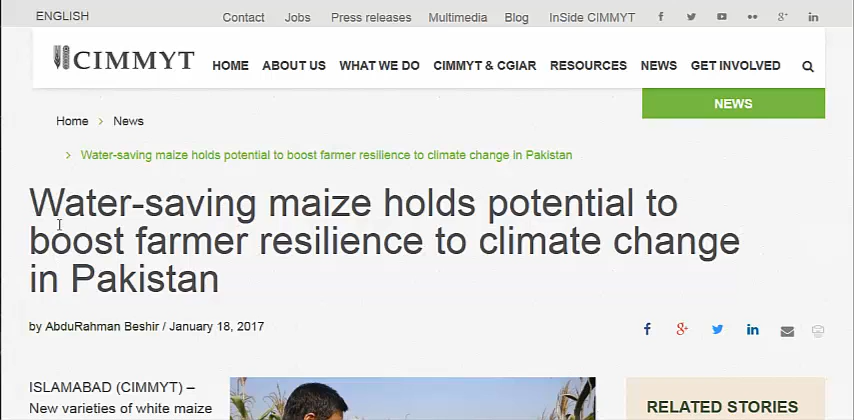 ENGLISH Contact Jobs Press releases Multimedia Blog InSide CIMMYT
CIMMYT HOME ABOUT US WHAT WE DO CIMMYT & CGIAR RESOURCES NEWS GET INVOLVED
NEWS
Home > News
> Water-saving maize holds potential to boost farmer resilience to climate change in Pakistan
Water-saving maize holds potential to
boost farmer resilience to climate change
in Pakistan
by AbduRahman Beshir / January 18, 2017
ISLAMABAD (CIMMYT) –
New varieties of white maize
RELATED STORIES